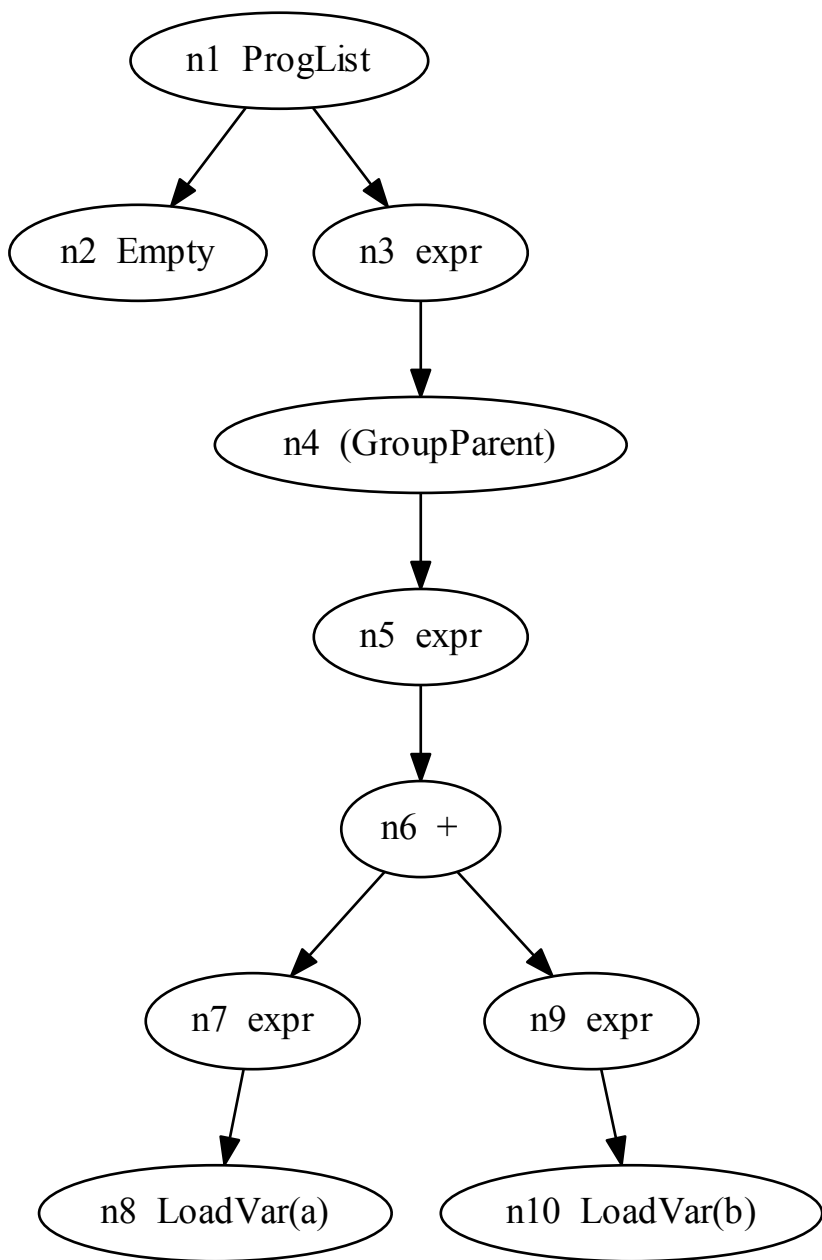 n1 ProgList
n2 Empty
n3 expr
n4 (GroupParent)
n5 expr
n6 +
n7 expr
n9 expr
n8 LoadVar(a)
n10 LoadVar(b)